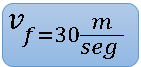 v_f = 30 m/seg